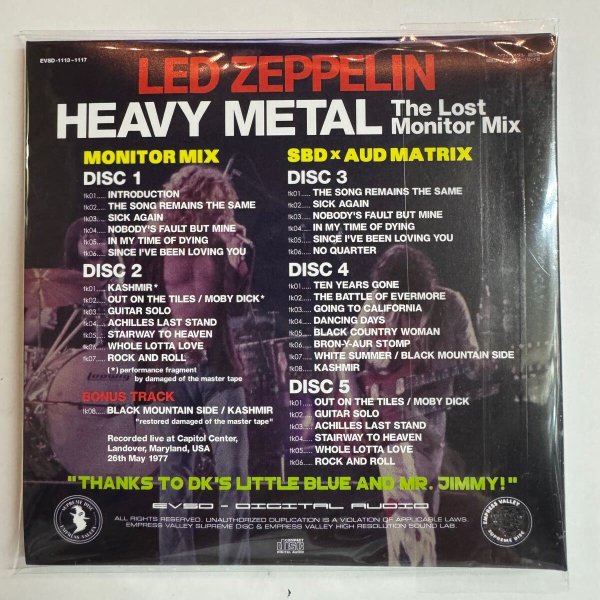 EVSD-1113~1117
LED ZEPPELIN
HEAVY METAL The Lost Monitor Mix
MONITOR MIX
DISC 1
tk01..... INTRODUCTION
tk02..... THE SONG REMAINS THE SAME
tk03..... SICK AGAIN
tk04..... NOBODY'S FAULT BUT MINE
tk05..... IN MY TIME OF DYING
tk06..... SINCE I'VE BEEN LOVING YOU
DISC 2
tk01..... KASHMIR*
tk02..... OUT ON THE TILES / MOBY DICK*
tk03..... GUITAR SOLO
tk04..... ACHILLES LAST STAND
tk05..... STAIRWAY TO HEAVEN
tk06..... WHOLE LOTTA LOVE
tk07..... ROCK AND ROLL
(*) performance fragment
by damaged of the master tape
BONUS TRACK
tk08..... BLACK MOUNTAIN SIDE / KASHMIR
"restored damaged of the master tape"
Recorded live at Capitol Center,
Landover, Maryland, USA
26th May 1977
SBD x AUD MATRIX
DISC 3
tk01..... THE SONG REMAINS THE SAME
tk02..... SICK AGAIN
tk03..... NOBODY'S FAULT BUT MINE
tk04..... IN MY TIME OF DYING
tk05..... SINCE I'VE BEEN LOVING YOU
tk06..... NO QUARTER
DISC 4
tk01..... TEN YEARS GONE
tk02..... THE BATTLE OF EVERMORE
tk03..... GOING TO CALIFORNIA
tk04..... DANCING DAYS
tk05..... BLACK COUNTRY WOMAN
tk06..... BRON-Y-AUR STOMP
tk07..... WHITE SUMMER / BLACK MOUNTAIN SIDE
tk08..... KASHMIR
DISC 5
tk01..... OUT ON THE TILES / MOBY DICK
tk02..... GUITAR SOLO
tk03..... ACHILLES LAST STAND
tk04..... STAIRWAY TO HEAVEN
tk05..... WHOLE LOTTA LOVE
tk06..... ROCK AND ROLL
"THANKS TO DK'S LITTLE BLUE AND MR. JIMMY!"
EVSD - DIGITAL AUDIO
ALL RIGHTS RESERVED. UNAUTHORIZED DUPLICATION IS A VIOLATION OF APPLICABLE LAWS.
EMPRESS VALLEY SUPREME DISC & EMPRESS VALLEY HIGH RESOLUTION SOUND LAB.
COMPACT
disc
DIGITAL AUDIO
SUPREME DISC
EMPRESS VALLEY
EMPRESS VALLEY
SUPREME DISC